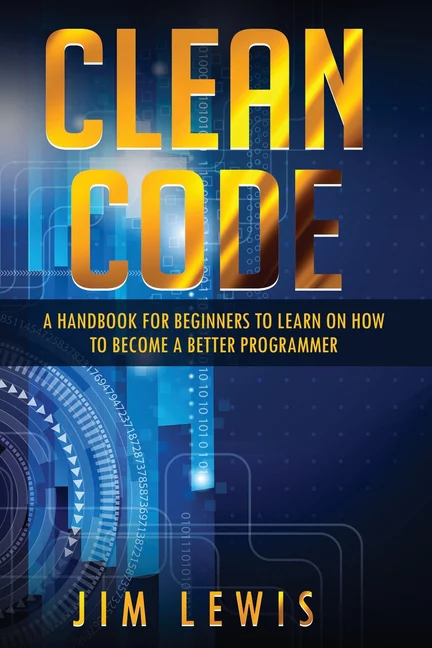 CLEAN
CODE
A HANDBOOK FOR BEGINNERS TO LEARN ON HOW
TO BECOME A BETTER PROGRAMMER
JIM LEWIS